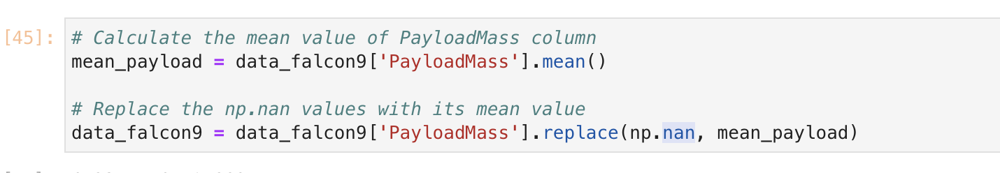 [45]: # Calculate the mean value of PayloadMass column
mean_payload = data_falcon9['PayloadMass'].mean()
# Replace the np.nan values with its mean value
data_falcon9 = data_falcon9['PayloadMass'].replace(np.nan, mean_payload)